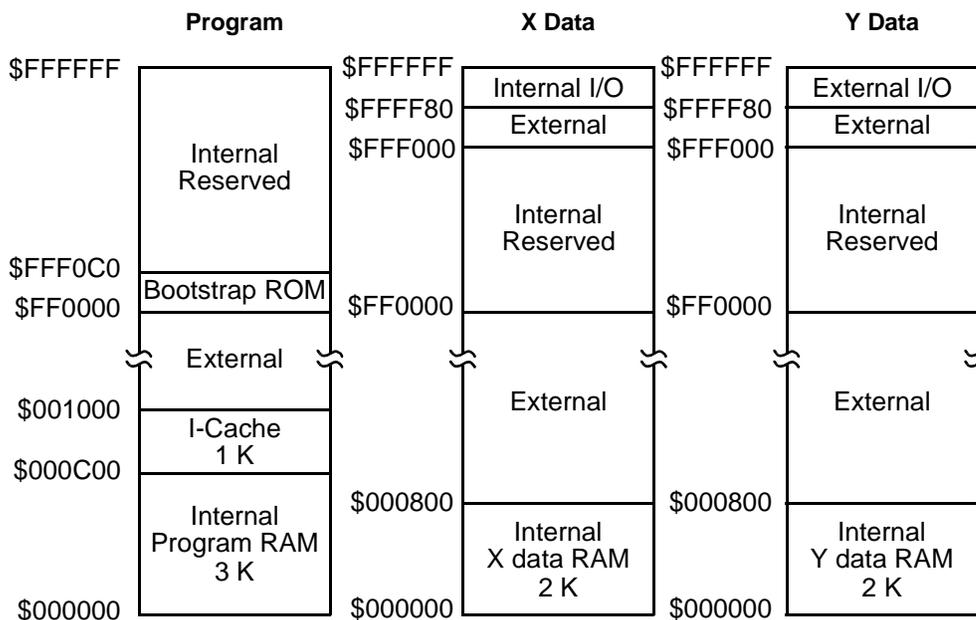 Program
$FFFFFF
Internal
Reserved
$FFF0C0
Bootstrap ROM
$FF0000
External
$001000
I-Cache
1 K
$000C00
Internal
Program RAM
3 K
$000000
X Data
$FFFFFF
Internal I/O
$FFFF80
External
$FFF000
Internal
Reserved
$FF0000
External
$000800
Internal
X data RAM
2 K
$000000
Y Data
$FFFFFF
External I/O
$FFFF80
External
$FFF000
Internal
Reserved
$FF0000
External
$000800
Internal
Y data RAM
2 K
$000000